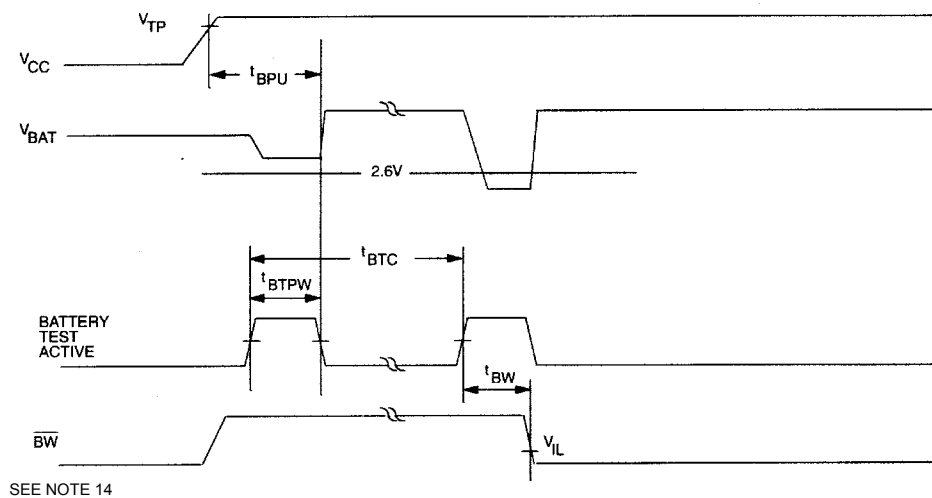 VTP
VCC
tBPU
VBAT
2.6V
tBTC
tBTPW
BATTERY
TEST
ACTIVE
tBW
BW
VIL
SEE NOTE 14